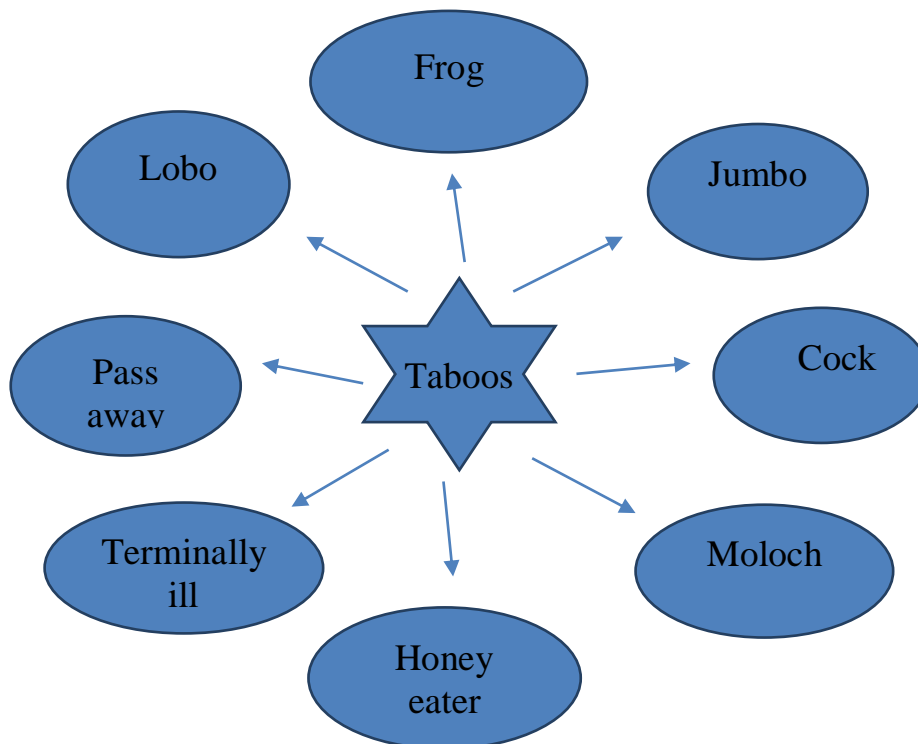 Frog
Lobo
Jumbo
Pass
away
Taboos
Cock
Terminally
ill
Moloch
Honey
eater